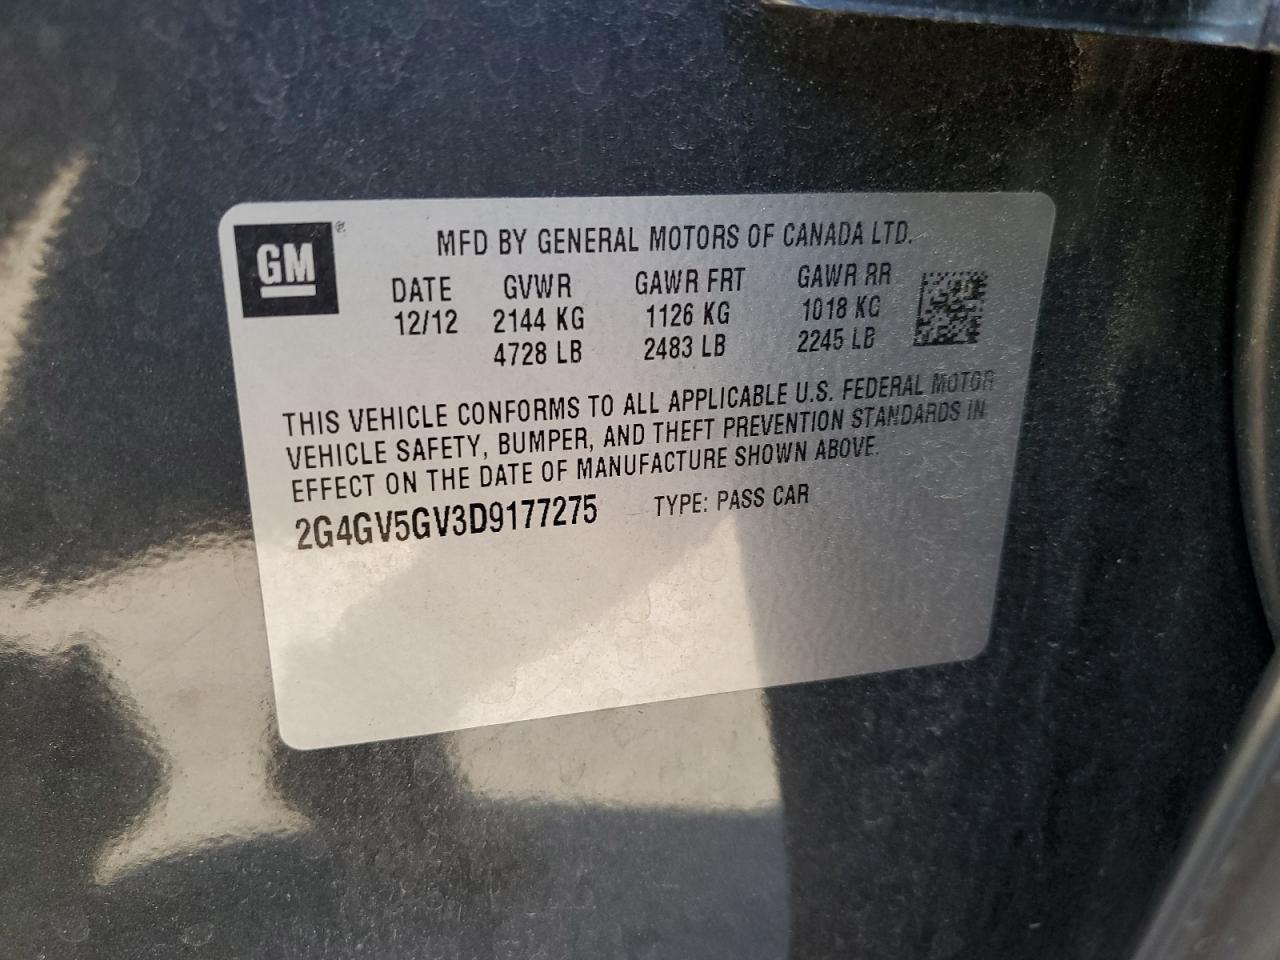 GM ®
MFD BY GENERAL MOTORS OF CANADA LTD.
DATE GVWR GAWR FRT GAWR RR
12/12 2144 KG 1126 KG 1018 KG
4728 LB 2483 LB 2245 LB
THIS VEHICLE CONFORMS TO ALL APPLICABLE U.S. FEDERAL MOTOR
VEHICLE SAFETY, BUMPER, AND THEFT PREVENTION STANDARDS IN
EFFECT ON THE DATE OF MANUFACTURE SHOWN ABOVE.
2G4GV5GV3D9177275 TYPE: PASS CAR